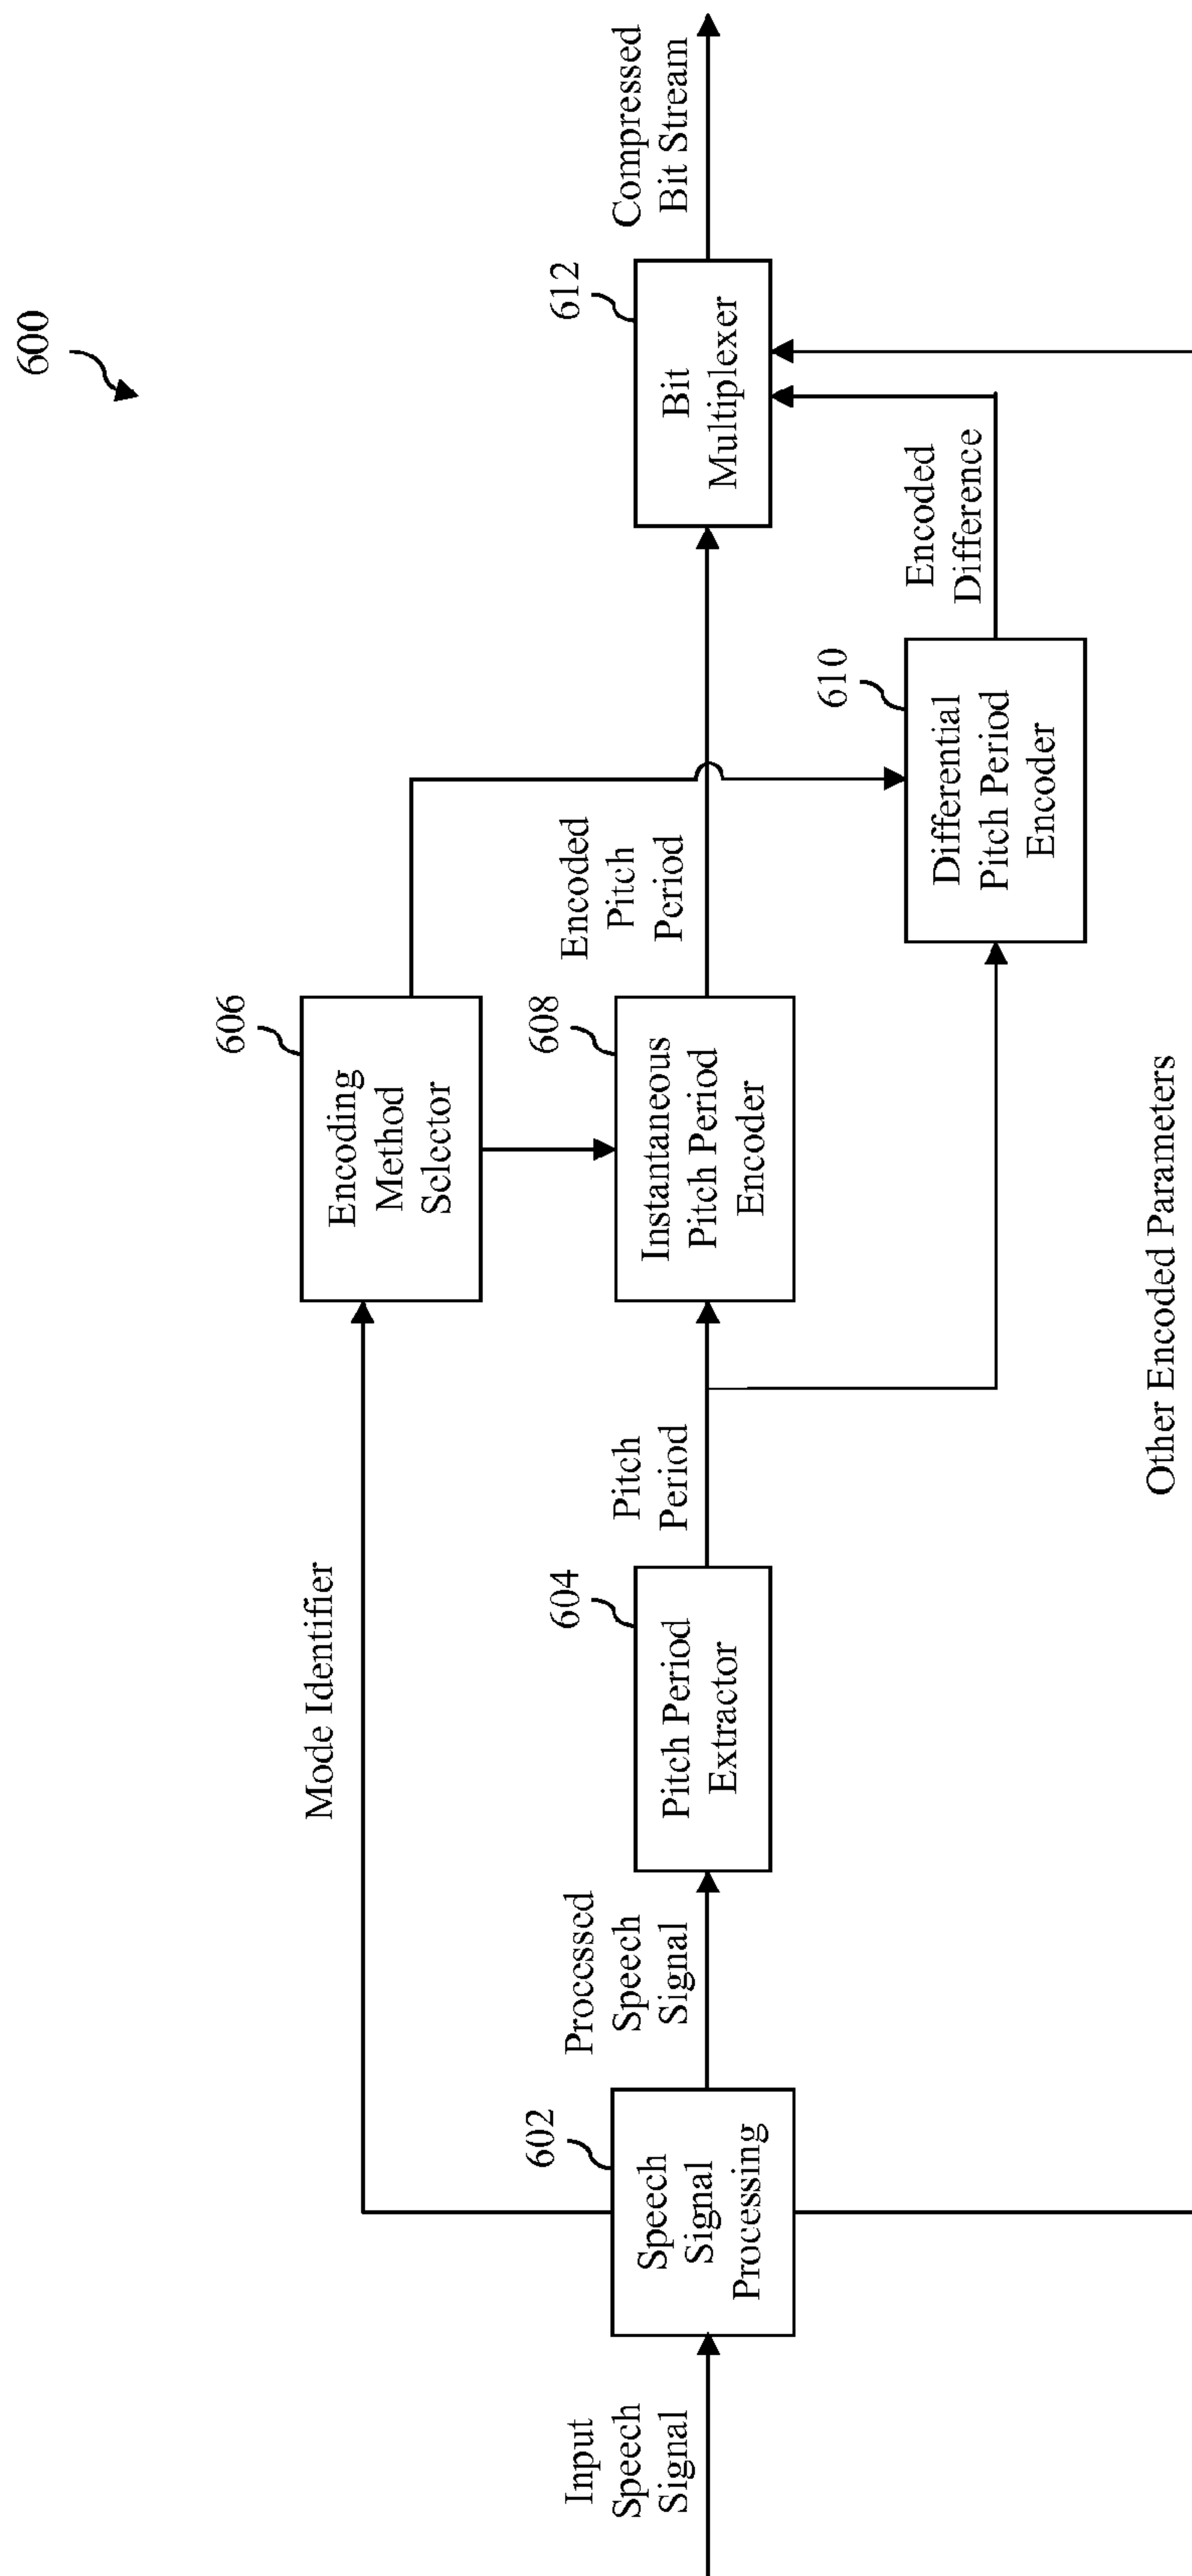 600
Mode Identifier
606
Encoding
Method
Selector
Input
Speech
Signal
602
Speech
Signal
Processing
Processed
Speech
Signal
604
Pitch Period
Extractor
Pitch
Period
608
Instantaneous
Pitch Period
Encoder
Encoded
Pitch
Period
612
Bit
Multiplexer
Compressed
Bit Stream
610
Differential
Pitch Period
Encoder
Encoded
Difference
Other Encoded Parameters